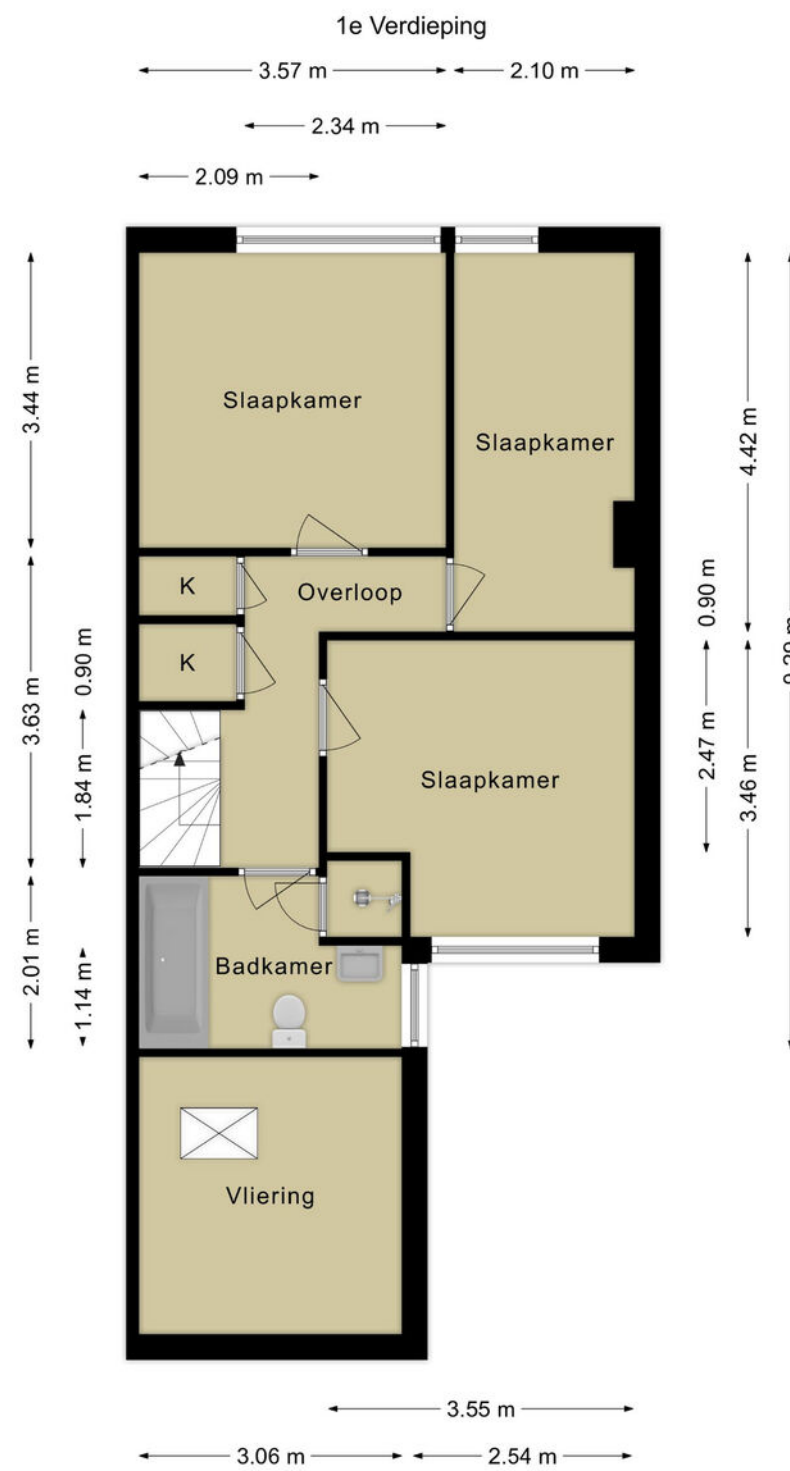 1e Verdieping
3.57 m
2.10 m
2.34 m
2.09 m
3.44 m
Slaapkamer
Slaapkamer
4.42 m
K
Overloop
0.90 m
K
0.90 m
3.63 m
2.47 m
1.84 m
Slaapkamer
3.46 m
2.01 m
1.14 m
Badkamer
Vliering
3.55 m
3.06 m
2.54 m